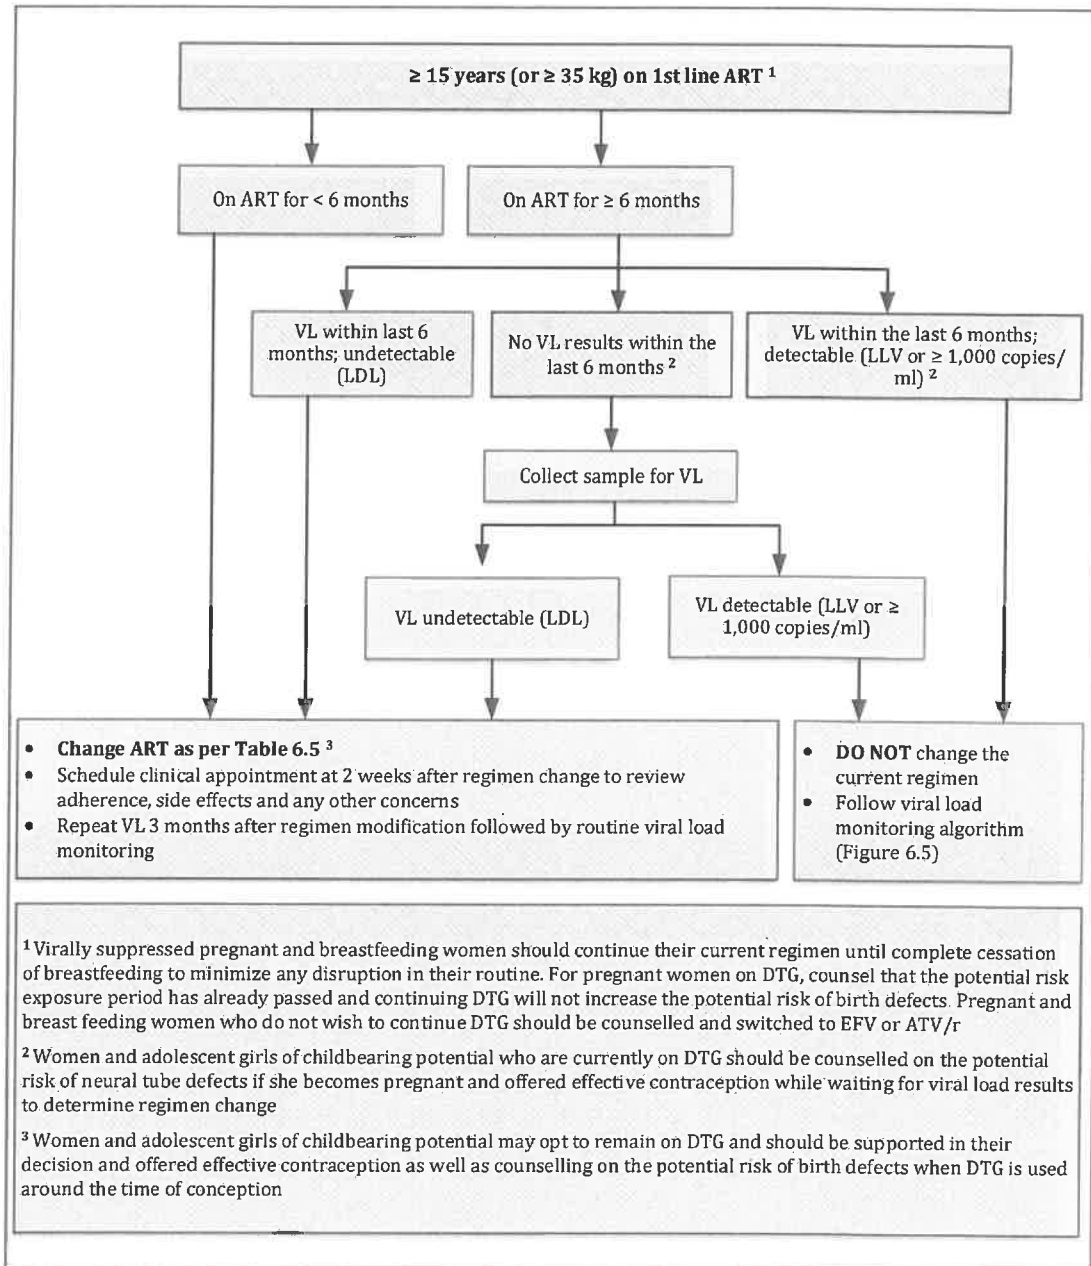 ≥ 15 years (or ≥ 35 kg) on 1st line ART ¹
On ART for < 6 months
On ART for ≥ 6 months
VL within last 6
months; undetectable
(LDL)
No VL results within the
last 6 months ²
VL within the last 6 months;
detectable (LLV or ≥ 1,000 copies/
ml) ²
Collect sample for VL
VL undetectable (LDL)
VL detectable (LLV or ≥
1,000 copies/ml)
• Change ART as per Table 6.5 ³
• Schedule clinical appointment at 2 weeks after regimen change to review
adherence, side effects and any other concerns
• Repeat VL 3 months after regimen modification followed by routine viral load
monitoring
• DO NOT change the
current regimen
• Follow viral load
monitoring algorithm
(Figure 6.5)
¹ Virally suppressed pregnant and breastfeeding women should continue their current regimen until complete cessation
of breastfeeding to minimize any disruption in their routine. For pregnant women on DTG, counsel that the potential risk
exposure period has already passed and continuing DTG will not increase the potential risk of birth defects. Pregnant and
breast feeding women who do not wish to continue DTG should be counselled and switched to EFV or ATV/r
² Women and adolescent girls of childbearing potential who are currently on DTG should be counselled on the potential
risk of neural tube defects if she becomes pregnant and offered effective contraception while waiting for viral load results
to determine regimen change
³ Women and adolescent girls of childbearing potential may opt to remain on DTG and should be supported in their
decision and offered effective contraception as well as counselling on the potential risk of birth defects when DTG is used
around the time of conception